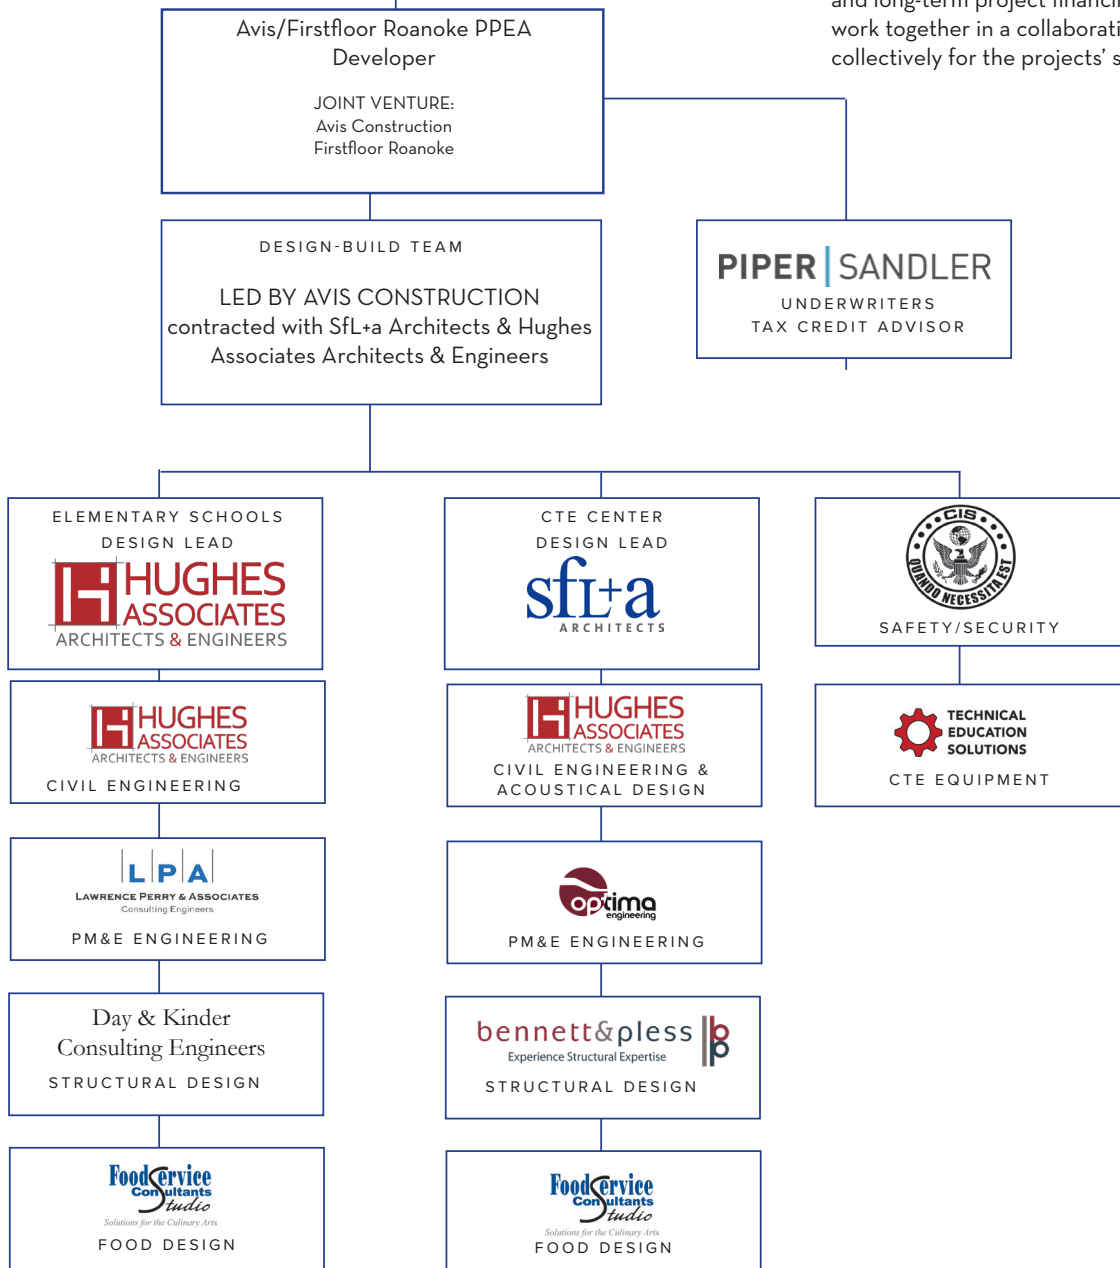 and long-term project financin
work together in a collaborati
collectively for the projects' s
Avis/Firstfloor Roanoke PPEA
Developer
JOINT VENTURE:
Avis Construction
Firstfloor Roanoke
DESIGN-BUILD TEAM
LED BY AVIS CONSTRUCTION
contracted with SfL+a Architects & Hughes
Associates Architects & Engineers
PIPER | SANDLER
UNDERWRITERS
TAX CREDIT ADVISOR
ELEMENTARY SCHOOLS
DESIGN LEAD
HUGHES
ASSOCIATES
ARCHITECTS & ENGINEERS
HUGHES
ASSOCIATES
ARCHITECTS & ENGINEERS
CIVIL ENGINEERING
LPA
LAWRENCE PERRY & ASSOCIATES
Consulting Engineers
PM&E ENGINEERING
Day & Kinder
Consulting Engineers
STRUCTURAL DESIGN
FoodService
Consultants
Studio
Solutions for the Culinary Arts
FOOD DESIGN
CTE CENTER
DESIGN LEAD
sfL+a
ARCHITECTS
HUGHES
ASSOCIATES
ARCHITECTS & ENGINEERS
CIVIL ENGINEERING &
ACOUSTICAL DESIGN
optima
engineering
PM&E ENGINEERING
bennett&pless bp
Experience Structural Expertise
STRUCTURAL DESIGN
FoodService
Consultants
Studio
Solutions for the Culinary Arts
FOOD DESIGN
CIS
QUANDO NECESSITA EST
SAFETY/SECURITY
TECHNICAL
EDUCATION
SOLUTIONS
CTE EQUIPMENT